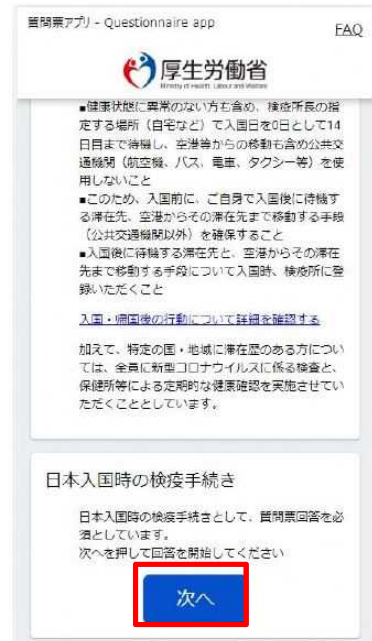 質問票アプリ - Questionnaire app
FAQ
厚生労働省
Ministry of Health, Labour and Welfare
■健康状態に異常のない方も含め、検疫所長の指
定する場所（自宅など）で入国日を0日として14
日目まで待機し、空港等からの移動も含め公共交
通機関（航空機、バス、電車、タクシー等）を使
用しないこと
■このため、入国前に、ご自身で入国後に待機す
る滞在先、空港からその滞在先まで移動する手段
（公共交通機関以外）を確保すること
■入国後に待機する滞在先と、空港からその滞在
先まで移動する手段について入国時、検疫所に登
録いただくこと
入国・帰国後の行動について詳細を確認する
加えて、特定の国・地域に滞在歴のある方につい
ては、全員に新型コロナウイルスに係る検査と、
保健所等による定期的な健康確認を実施させてい
ただくこととしています。
日本入国時の検疫手続き
日本入国時の検疫手続きとして、質問票回答を必
須としています。
次へを押して回答を開始してください
次へ